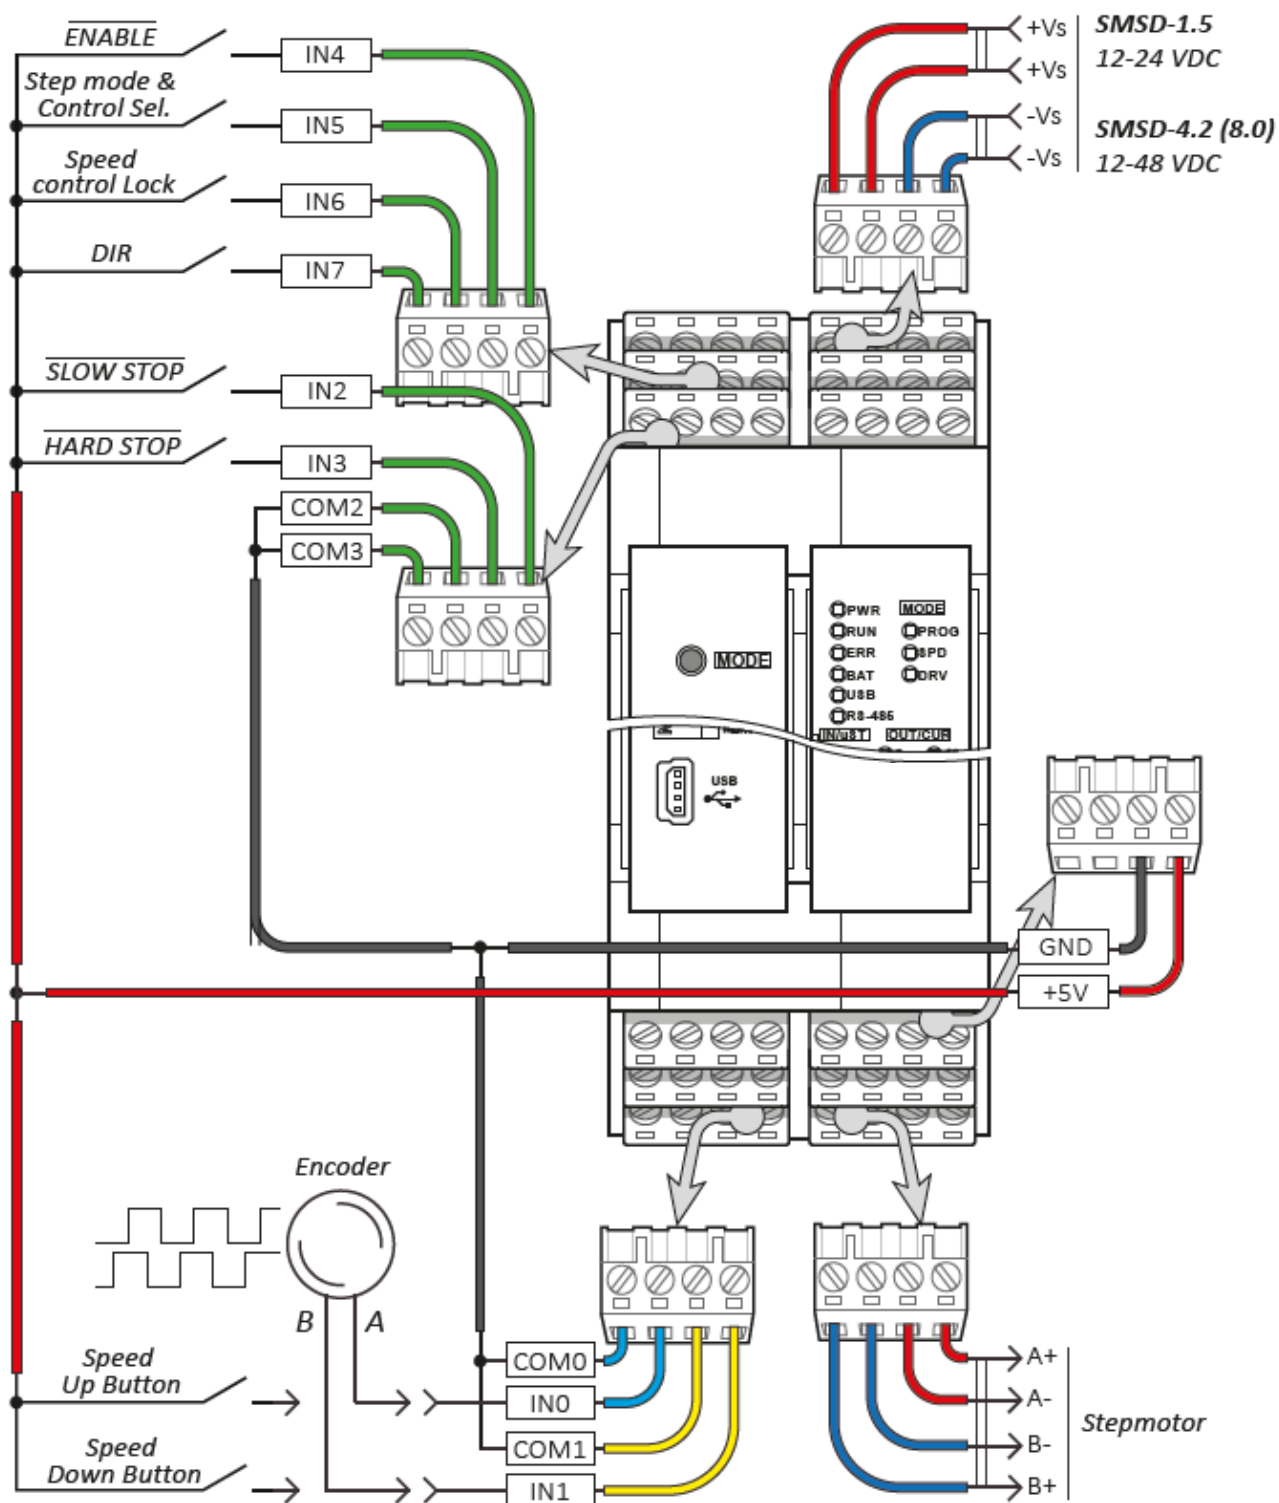 ENABLE
IN4
Step mode &
Control Sel.
IN5
Speed
control Lock
IN6
DIR
IN7
SLOW STOP
IN2
HARD STOP
IN3
COM2
COM3
+Vs
+Vs
-Vs
-Vs
SMSD-1.5
12-24 VDC
SMSD-4.2 (8.0)
12-48 VDC
MODE
PWR
RUN
ERR
BAT
USB
RS-485
MODE
PROG
SPD
DRV
IN/uST
OUT/CUR
USB
GND
+5V
Encoder
B
A
Speed
Up Button
Speed
Down Button
COM0
IN0
COM1
IN1
A+
A-
B-
B+
Stepmotor